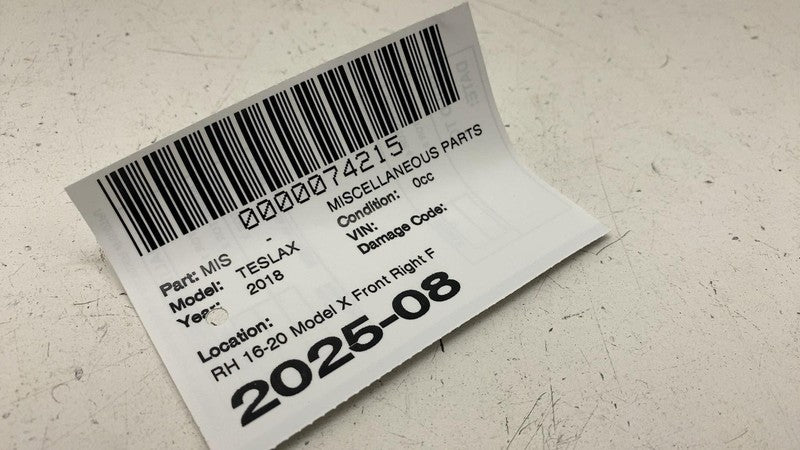 0000074215
Part: MIS - MISCELLANEOUS PARTS
Model: TESLAX Condition: 0cc
Year: 2018 VIN:
Damage Code:
Location:
RH 16-20 Model X Front Right F
2025-08
DATE: